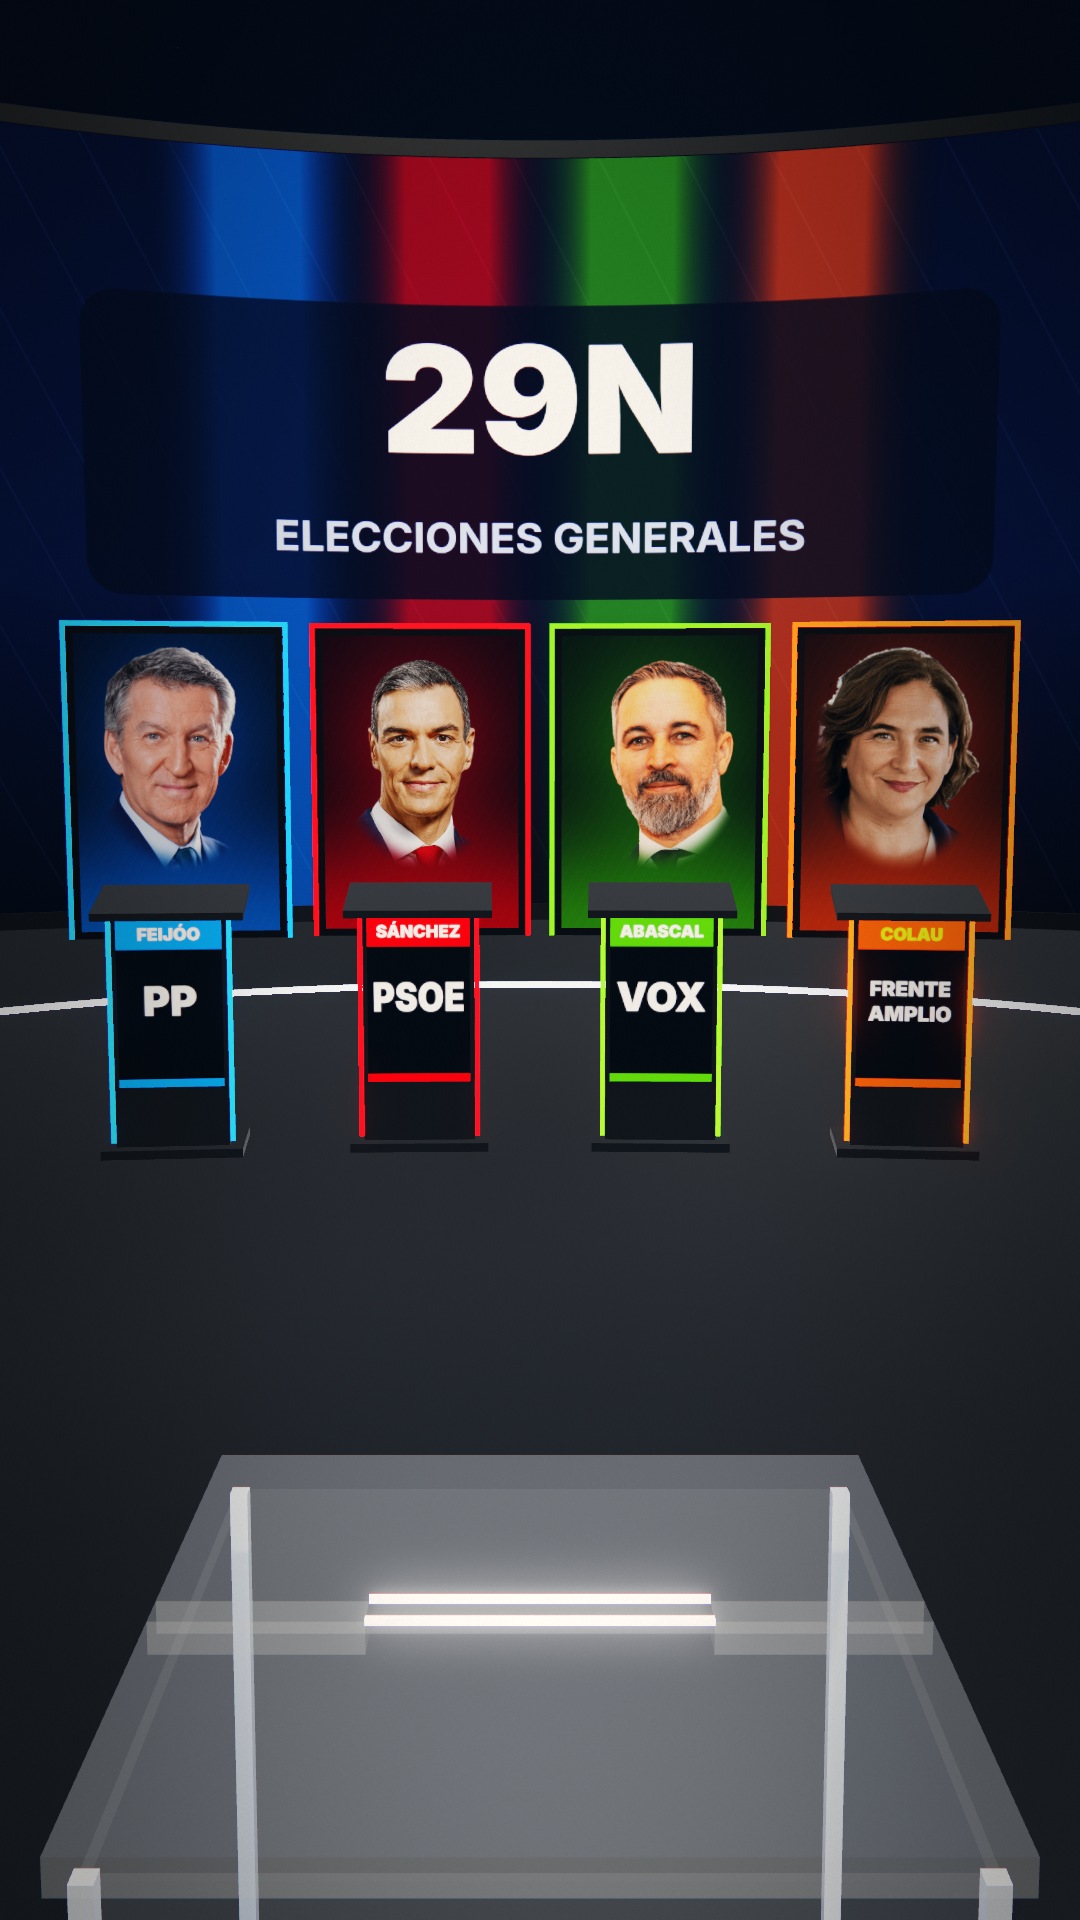 29N
ELECCIONES GENERALES
FEIJÓO
SÁNCHEZ
ABASCAL
COLAU
PP
PSOE
VOX
FRENTE
AMPLIO